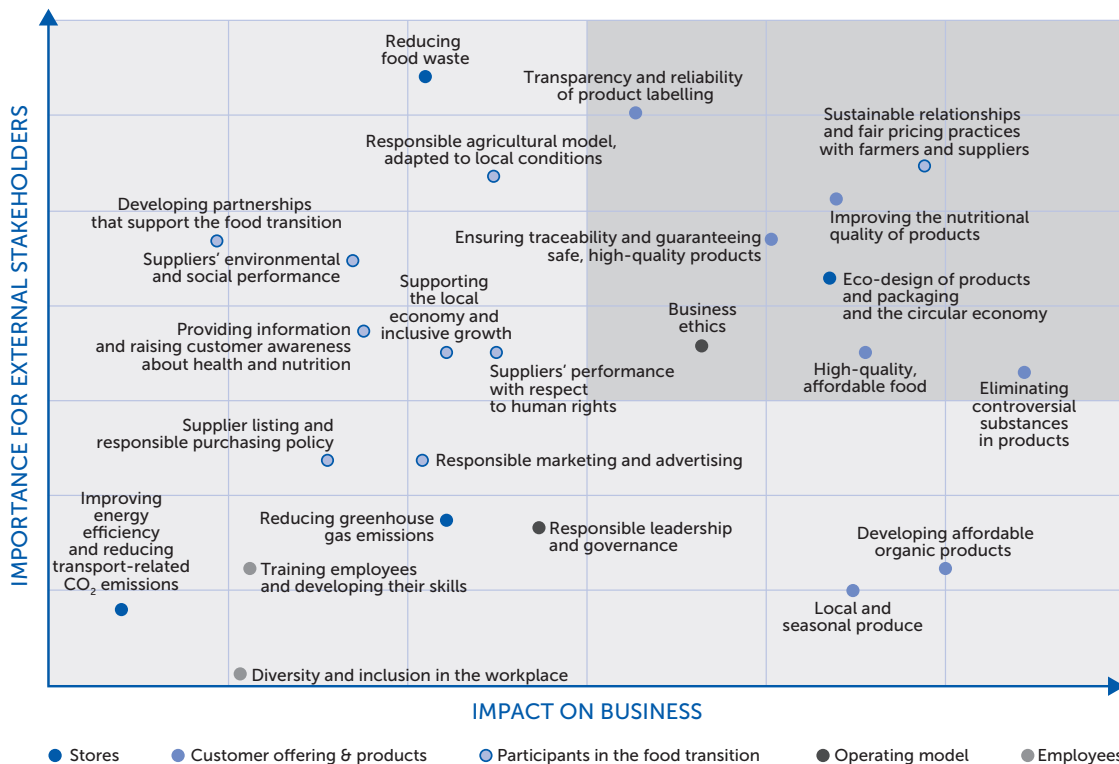 IMPORTANCE FOR EXTERNAL STAKEHOLDERS
Reducing
food waste
Transparency and reliability
of product labelling
Sustainable relationships
and fair pricing practices
with farmers and suppliers
Responsible agricultural model,
adapted to local conditions
Developing partnerships
that support the food transition
Improving the nutritional
quality of products
Ensuring traceability and guaranteeing
safe, high-quality products
Suppliers' environmental
and social performance
Eco-design of products
and packaging
and the circular economy
Supporting
the local
economy and
inclusive growth
Business
ethics
Providing information
and raising customer awareness
about health and nutrition
Suppliers' performance
with respect
to human rights
High-quality,
affordable food
Eliminating
controversial
substances
in products
Supplier listing and
responsible purchasing policy
Responsible marketing and advertising
Improving
energy
efficiency
and reducing
transport-related
CO2 emissions
Reducing greenhouse
gas emissions
Responsible leadership
and governance
Developing affordable
organic products
Training employees
and developing their skills
Local and
seasonal produce
Diversity and inclusion in the workplace
IMPACT ON BUSINESS
Stores
Customer offering & products
Participants in the food transition
Operating model
Employees